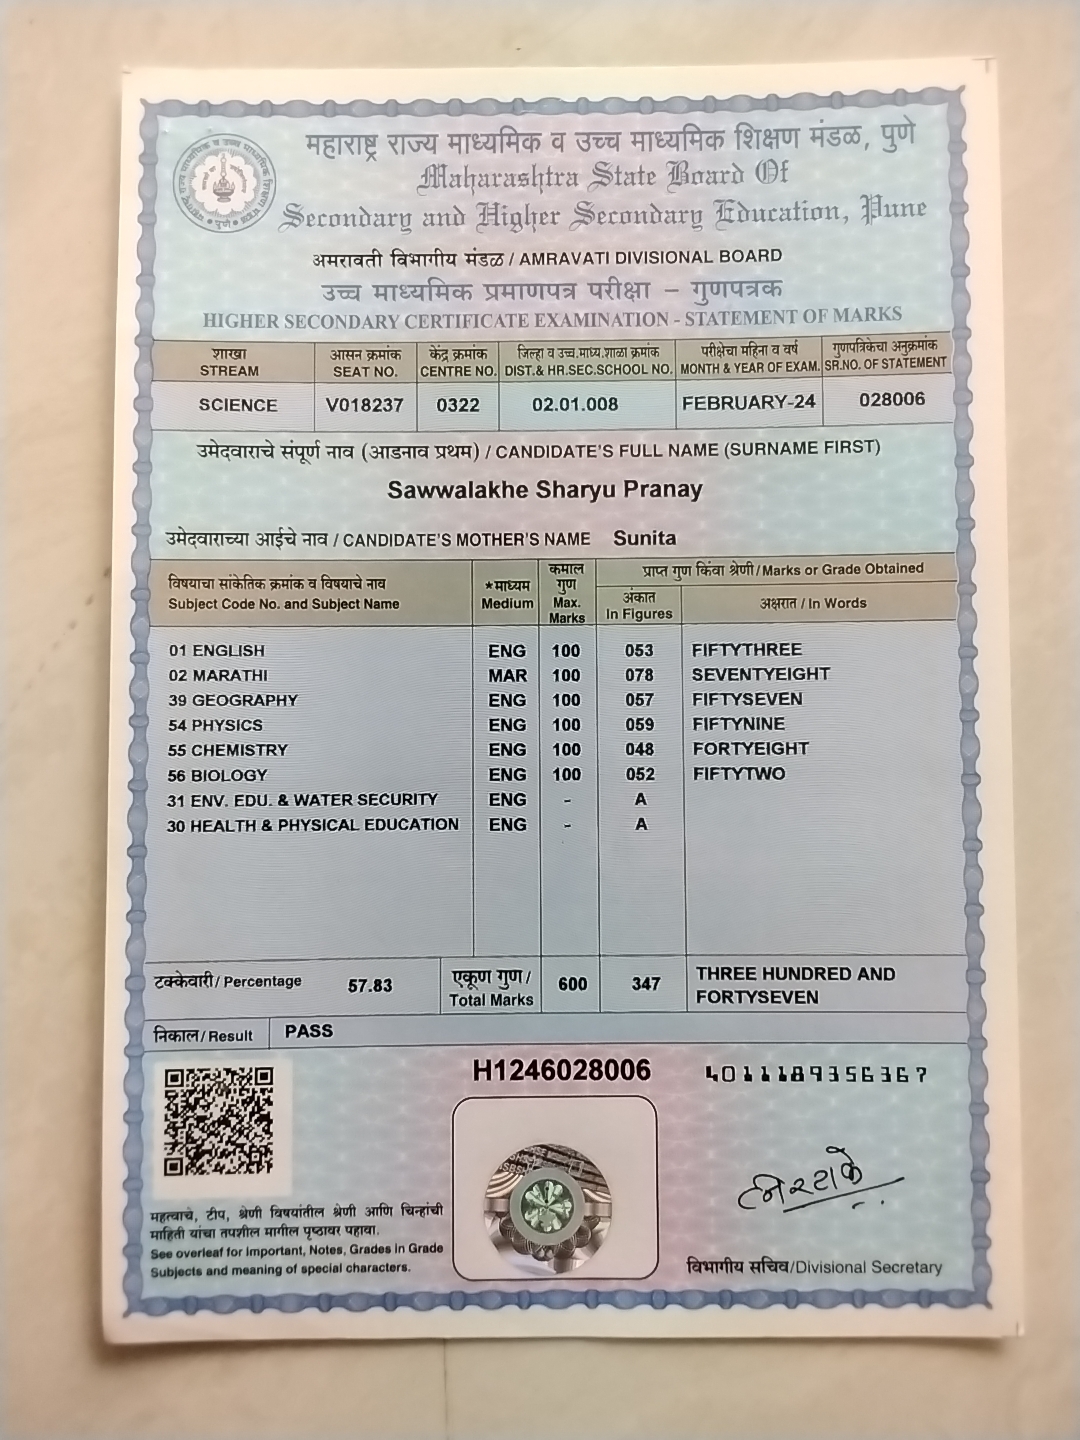 महाराष्ट्र राज्य माध्यमिक व उच्च माध्यमिक शिक्षण मंडळ, पुणे
Maharashtra State Board Of
Secondary and Higher Secondary Education, Pune
अमरावती विभागीय मंडळ / AMRAVATI DIVISIONAL BOARD
उच्च माध्यमिक प्रमाणपत्र परीक्षा – गुणपत्रक
HIGHER SECONDARY CERTIFICATE EXAMINATION - STATEMENT OF MARKS
शाखा आसन क्रमांक केंद्र क्रमांक जिल्हा व उच्च.माध्य.शाळा क्रमांक परीक्षेचा महिना व वर्ष गुणपत्रिकेचा अनुक्रमांक
STREAM SEAT NO. CENTRE NO. DIST.& HR.SEC.SCHOOL NO. MONTH & YEAR OF EXAM. SR.NO. OF STATEMENT
SCIENCE V018237 0322 02.01.008 FEBRUARY-24 028006
उमेदवाराचे संपूर्ण नाव (आडनाव प्रथम) / CANDIDATE'S FULL NAME (SURNAME FIRST)
Sawwalakhe Sharyu Pranay
उमेदवाराच्या आईचे नाव / CANDIDATE'S MOTHER'S NAME Sunita
विषयाचा सांकेतिक क्रमांक व विषयाचे नाव
Subject Code No. and Subject Name
*माध्यम
Medium
कमाल
गुण
Max.
Marks
प्राप्त गुण किंवा श्रेणी/Marks or Grade Obtained
अंकात
In Figures
अक्षरात / In Words
01 ENGLISH ENG 100 053 FIFTYTHREE
02 MARATHI MAR 100 078 SEVENTYEIGHT
39 GEOGRAPHY ENG 100 057 FIFTYSEVEN
54 PHYSICS ENG 100 059 FIFTYNINE
55 CHEMISTRY ENG 100 048 FORTYEIGHT
56 BIOLOGY ENG 100 052 FIFTYTWO
31 ENV. EDU. & WATER SECURITY ENG - A
30 HEALTH & PHYSICAL EDUCATION ENG - A
टक्केवारी/ Percentage 57.83
एकूण गुण/
Total Marks
600 347
THREE HUNDRED AND
FORTYSEVEN
निकाल/ Result PASS
H1246028006 4011189356367
महत्वाचे, टीप, श्रेणी विषयांतील श्रेणी आणि चिन्हांची
माहिती यांचा तपशील मागील पृष्ठावर पहावा.
See overleaf for Important, Notes, Grades in Grade
Subjects and meaning of special characters.
विभागीय सचिव/Divisional Secretary